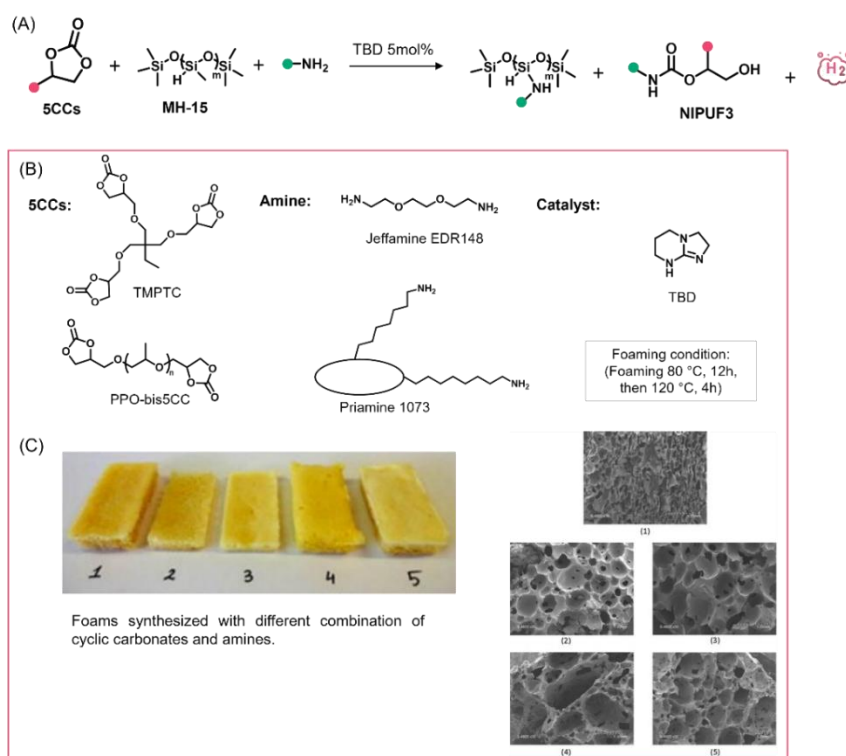 (A)
TBD 5mol%
5CCs
MH-15
NIPUF3
H2
(B)
5CCs:
Amine:
Catalyst:
Jeffamine EDR148
TMPTC
TBD
PPO-bis5CC
Priamine 1073
Foaming condition:
(Foaming 80 °C, 12h,
then 120 °C, 4h)
(C)
1 2 3 4 5
Foams synthesized with different combination of
cyclic carbonates and amines.
(1)
(2)
(3)
(4)
(5)